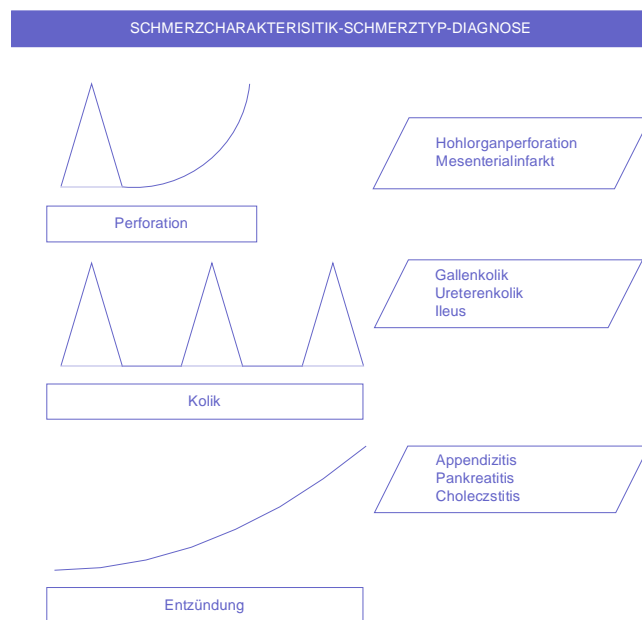 SCHMERZCHARAKTERISITIK-SCHMERZTYP-DIAGNOSE
Hohlorganperforation
Mesenterialinfarkt
Perforation
Gallenkolik
Ureterenkolik
Ileus
Kolik
Appendizitis
Pankreatitis
Choleczstitis
Entzündung